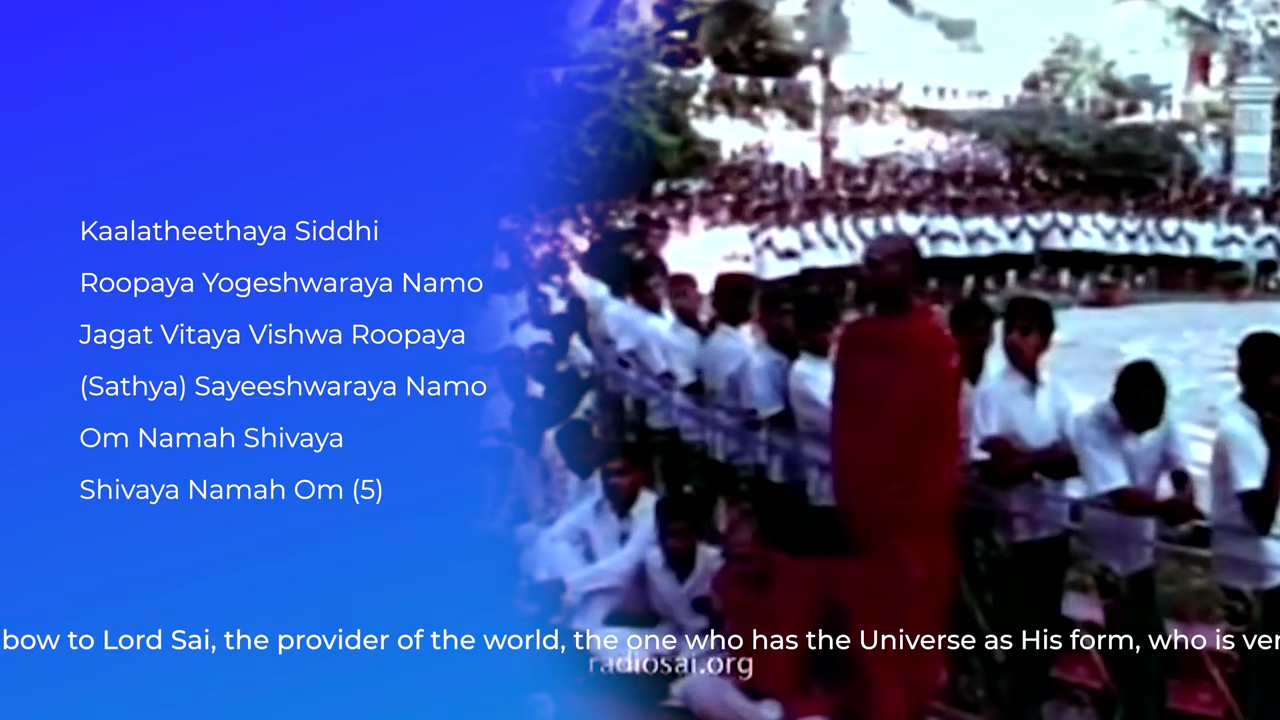 Kaalatheethaya Siddhi
Roopaya Yogeshwaraya Namo
Jagat Vitaya Vishwa Roopaya
(Sathya) Sayeeshwaraya Namo
Om Namah Shivaya
Shivaya Namah Om (5)
bow to Lord Sai, the provider of the world, the one who has the Universe as His form, who is ver
radiosai.org